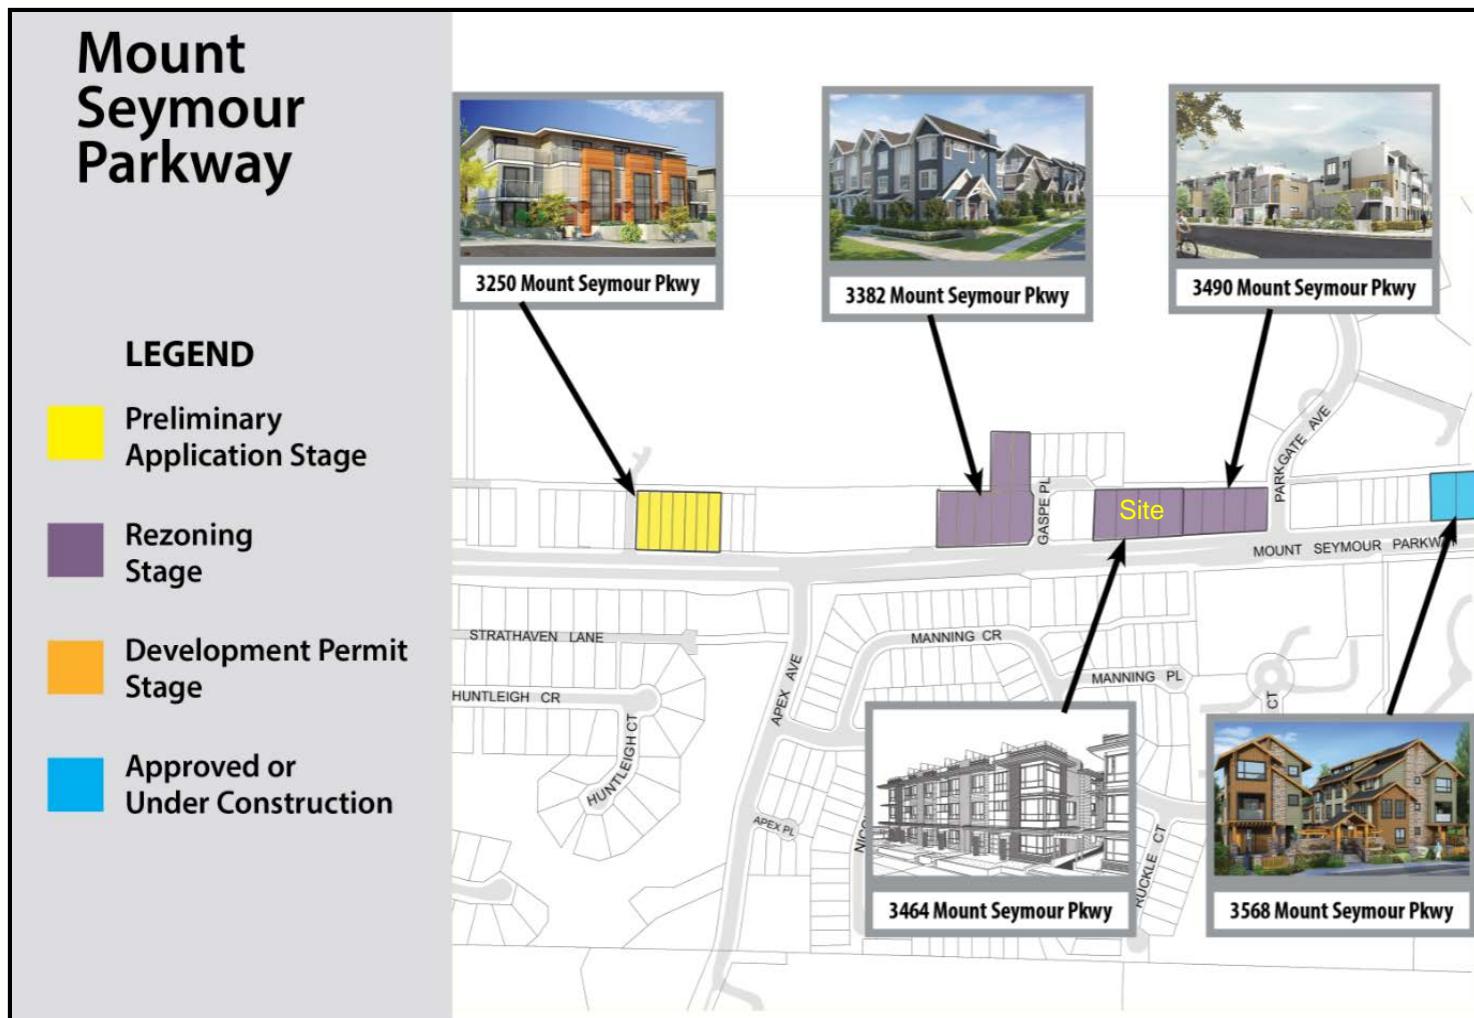 Mount
Seymour
Parkway
LEGEND
Preliminary
Application Stage
Rezoning
Stage
Development Permit
Stage
Approved or
Under Construction
3250 Mount Seymour Pkwy
3382 Mount Seymour Pkwy
3490 Mount Seymour Pkwy
PARKGATE AVE
GASPE PL
Site
MOUNT SEYMOUR PARKWAY
STRATHAVEN LANE
MANNING CR
MANNING PL
HUNTLEIGH CR
APEX AVE
CT
HUNTLEIGH CT
APEX PL
RUCKLE CT
3464 Mount Seymour Pkwy
3568 Mount Seymour Pkwy